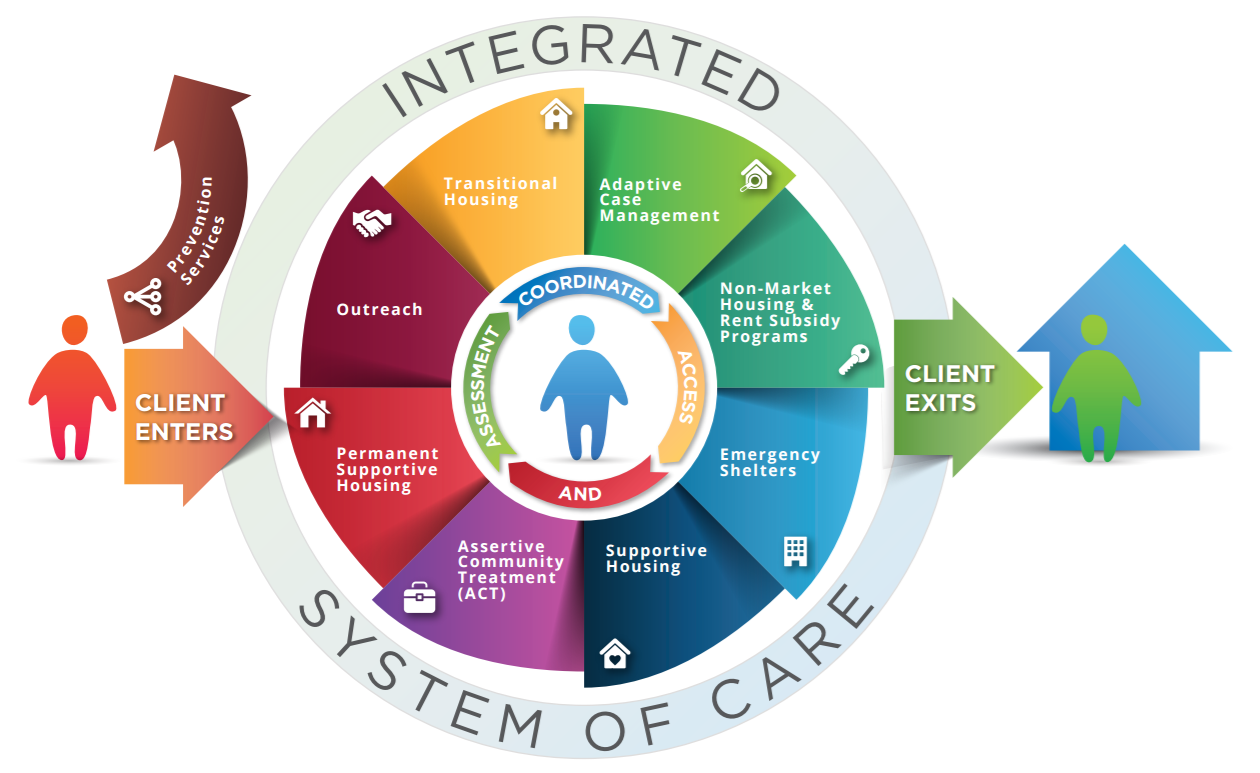 INTEGRATED
Prevention
Services
Transitional
Housing
Adaptive
Case
Management
Outreach
Non-Market
Housing &
Rent Subsidy
Programs
COORDINATED
ACCESS
AND
ASSESSMENT
CLIENT
ENTERS
CLIENT
EXITS
Permanent
Supportive
Housing
Emergency
Shelters
Assertive
Community
Treatment
(ACT)
Supportive
Housing
SYSTEM OF CARE